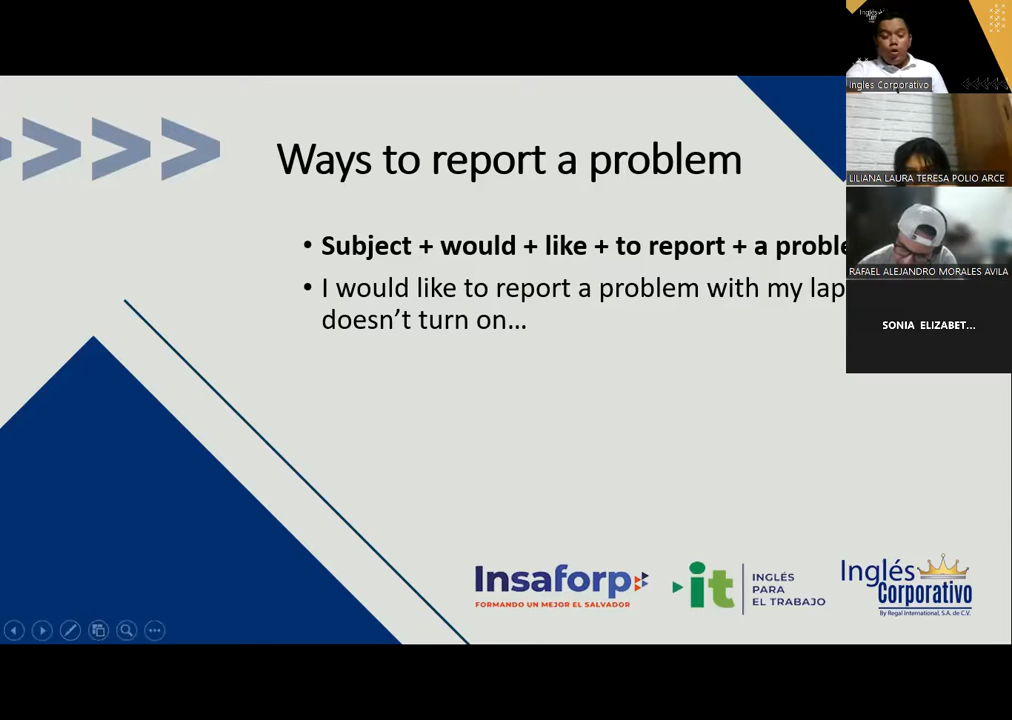 Ingles Corporativo
LILIANA LAURA TERESA POLIO ARCE
RAFAEL ALEJANDRO MORALES AVILA
SONIA ELIZABET...
Ways to report a problem
• Subject + would + like + to report + a proble
• I would like to report a problem with my lap
doesn't turn on...
Insaforp
FORMANDO UN MEJOR EL SALVADOR
it
INGLÉS
PARA
EL TRABAJO
Inglés
Corporativo
By Regal International, S.A. de C.V.